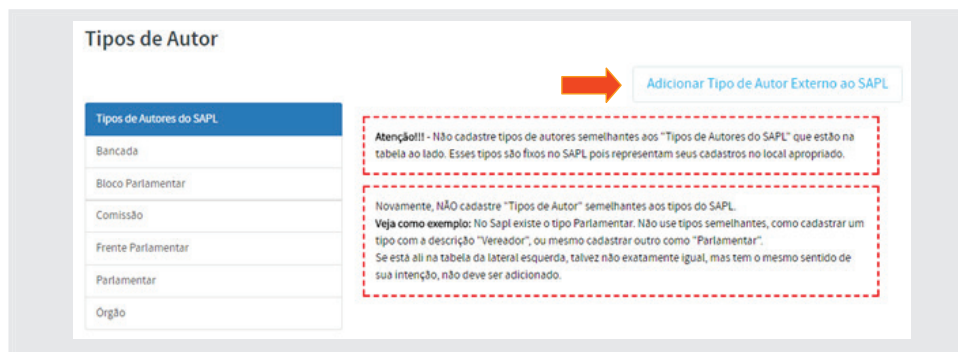 Tipos de Autor
Adicionar Tipo de Autor Externo ao SAPL
Tipos de Autores do SAPL
Bancada
Bloco Parlamentar
Comissão
Frente Parlamentar
Parlamentar
Órgão
Atenção!!! - Não cadastre tipos de autores semelhantes aos "Tipos de Autores do SAPL" que estão na
tabela ao lado. Esses tipos são fixos no SAPL pois representam seus cadastros no local apropriado.
Novamente, NÃO cadastre "Tipos de Autor" semelhantes aos tipos do SAPL.
Veja como exemplo: No Sapl existe o tipo Parlamentar. Não use tipos semelhantes, como cadastrar um
tipo com a descrição "Vereador", ou mesmo cadastrar outro como "Parlamentar".
Se está ali na tabela da lateral esquerda, talvez não exatamente igual, mas tem o mesmo sentido de
sua intenção, não deve ser adicionado.